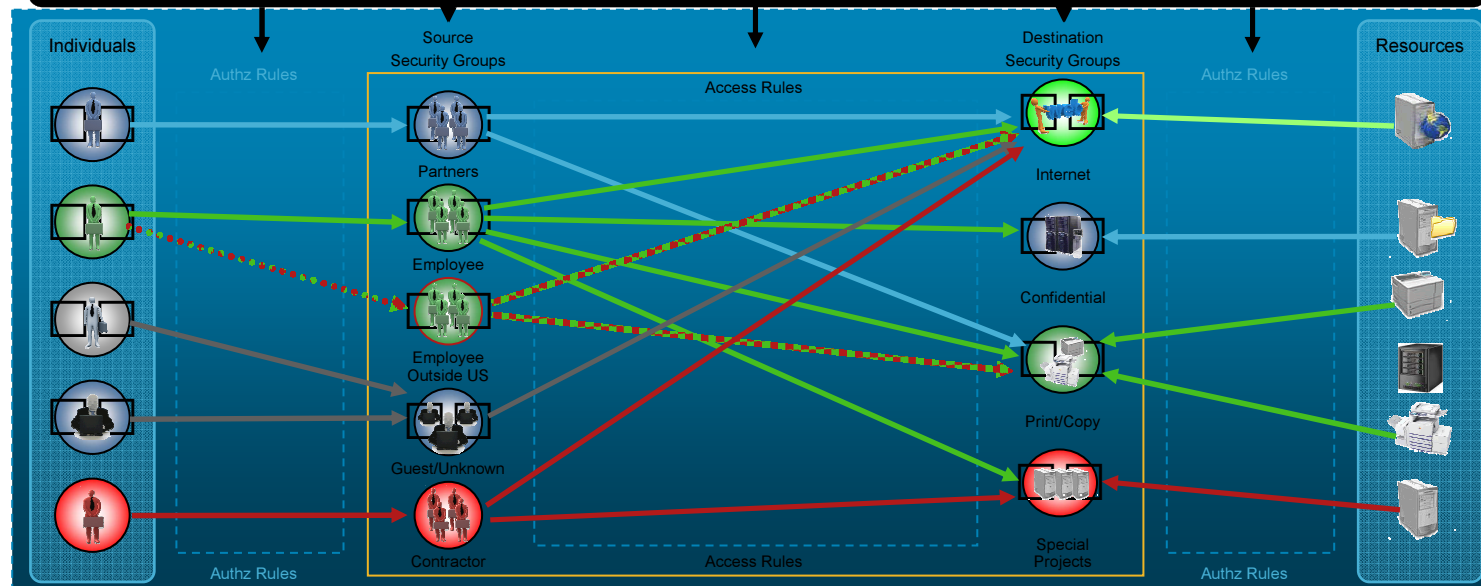 Individuals
Authz Rules
Source
Security Groups
Access Rules
Destination
Security Groups
Authz Rules
Resources
Partners
Employee
Employee
Outside US
Guest/Unknown
Contractor
Internet
Confidential
Print/Copy
Special
Projects
Authz Rules
Access Rules
Authz Rules